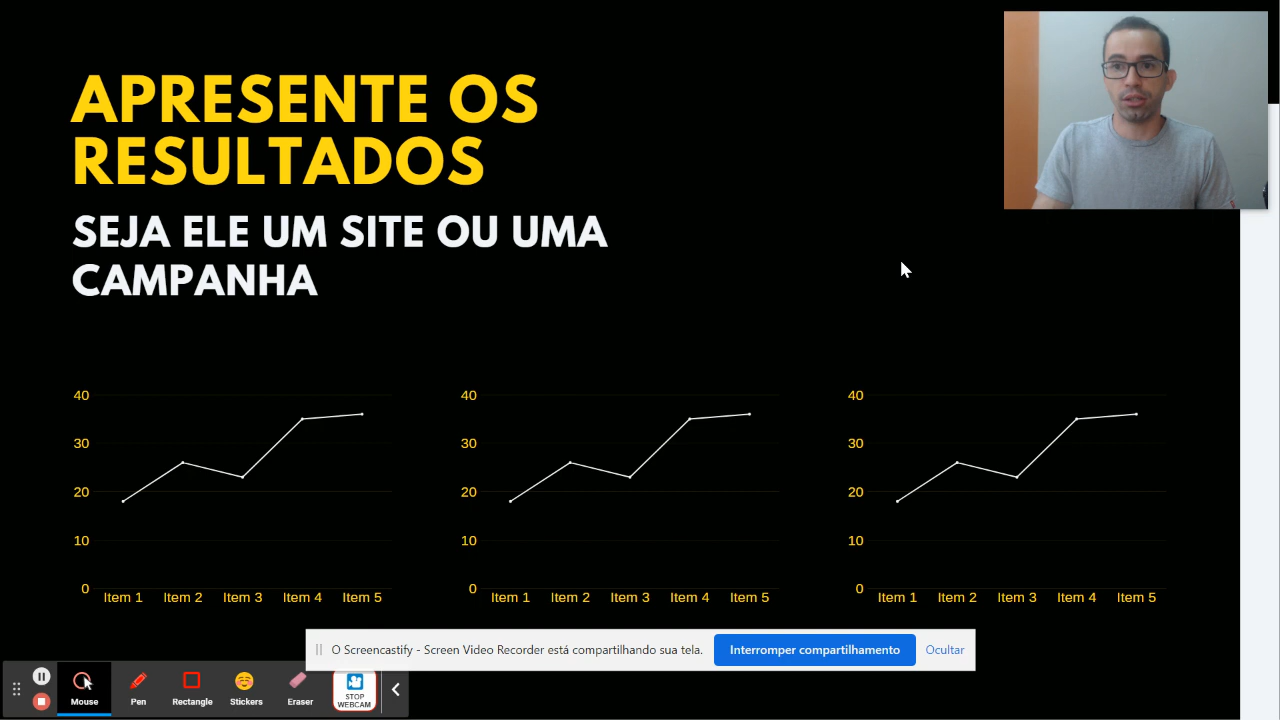 APRESENTE OS
RESULTADOS
SEJA ELE UM SITE OU UMA
CAMPANHA
40
30
20
10
0
Item 1 Item 2 Item 3 Item 4 Item 5
40
30
20
10
0
Item 1 Item 2 Item 3 Item 4 Item 5
40
30
20
10
0
Item 1 Item 2 Item 3 Item 4 Item 5
O Screencastify - Screen Video Recorder está compartilhando sua tela. Interromper compartilhamento Ocultar
Mouse Pen Rectangle Stickers Eraser STOP
WEBCAM